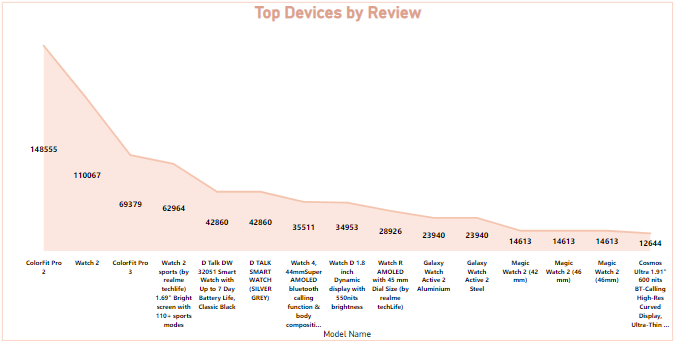 Top Devices by Review
148555
110067
69379
62964
42860
42860
35511
34953
28926
23940
23940
14613
14613
14613
12644
ColorFit Pro
2
Watch 2
ColorFit Pro
3
Watch 2
sports (by
realme
techlife)
1.69" Bright
screen with
110+ sports
modes
D Talk DW
32051 Smart
Watch with
Up to 7 Day
Battery Life,
Classic Black
D TALK
SMART
WATCH
(SILVER
GREY)
Watch 4,
44mmSuper
AMOLED
bluetooth
calling
function &
body
compositi...
Watch D 1.8
inch
Dynamic
display with
550nits
brightness
Watch R
AMOLED
with 45 mm
Dial Size (by
realme
techLife)
Galaxy
Watch
Active 2
Aluminium
Galaxy
Watch
Active 2
Steel
Magic
Watch 2 (42
mm)
Magic
Watch 2 (46
mm)
Magic
Watch 2
(46mm)
Cosmos
Ultra 1.91"
600 nits
BT-Calling
High-Res
Curved
Display,
Ultra-Thin ...
Model Name